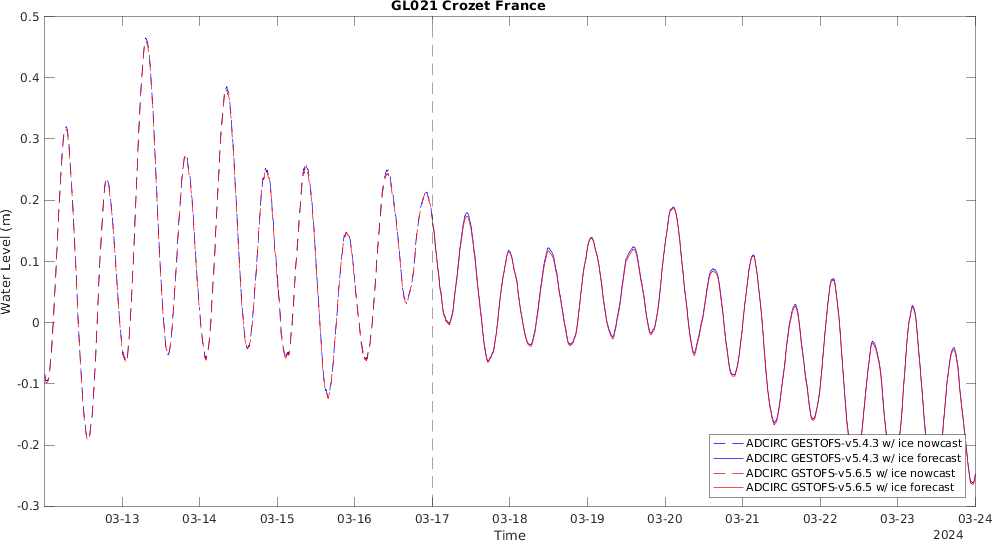 GL021 Crozet France
0.5
0.4
0.3
0.2
0.1
0
-0.1
-0.2
-0.3
Water Level (m)
ADCIRC GESTOFS-v5.4.3 w/ ice nowcast
ADCIRC GESTOFS-v5.4.3 w/ ice forecast
ADCIRC GSTOFS-v5.6.5 w/ ice nowcast
ADCIRC GSTOFS-v5.6.5 w/ ice forecast
03-13 03-14 03-15 03-16 03-17 03-18 03-19 03-20 03-21 03-22 03-23 03-24
Time
2024